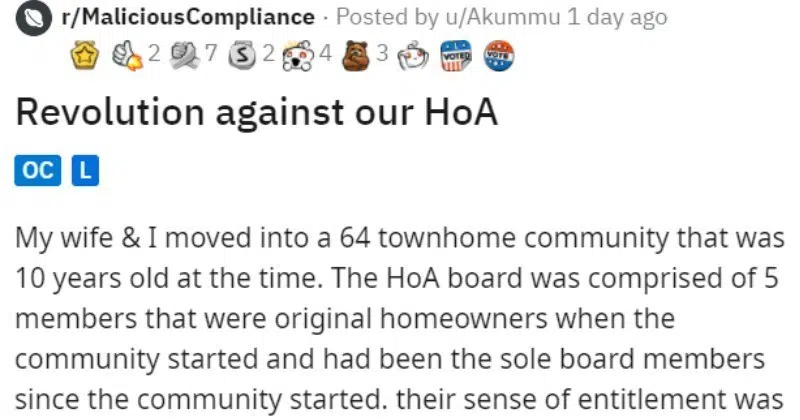 r/MaliciousCompliance · Posted by u/Akummu 1 day ago
2 7 S 2 4 3 VOTED VOTE
Revolution against our HoA
OC L
My wife & I moved into a 64 townhome community that was
10 years old at the time. The HoA board was comprised of 5
members that were original homeowners when the
community started and had been the sole board members
since the community started. their sense of entitlement was